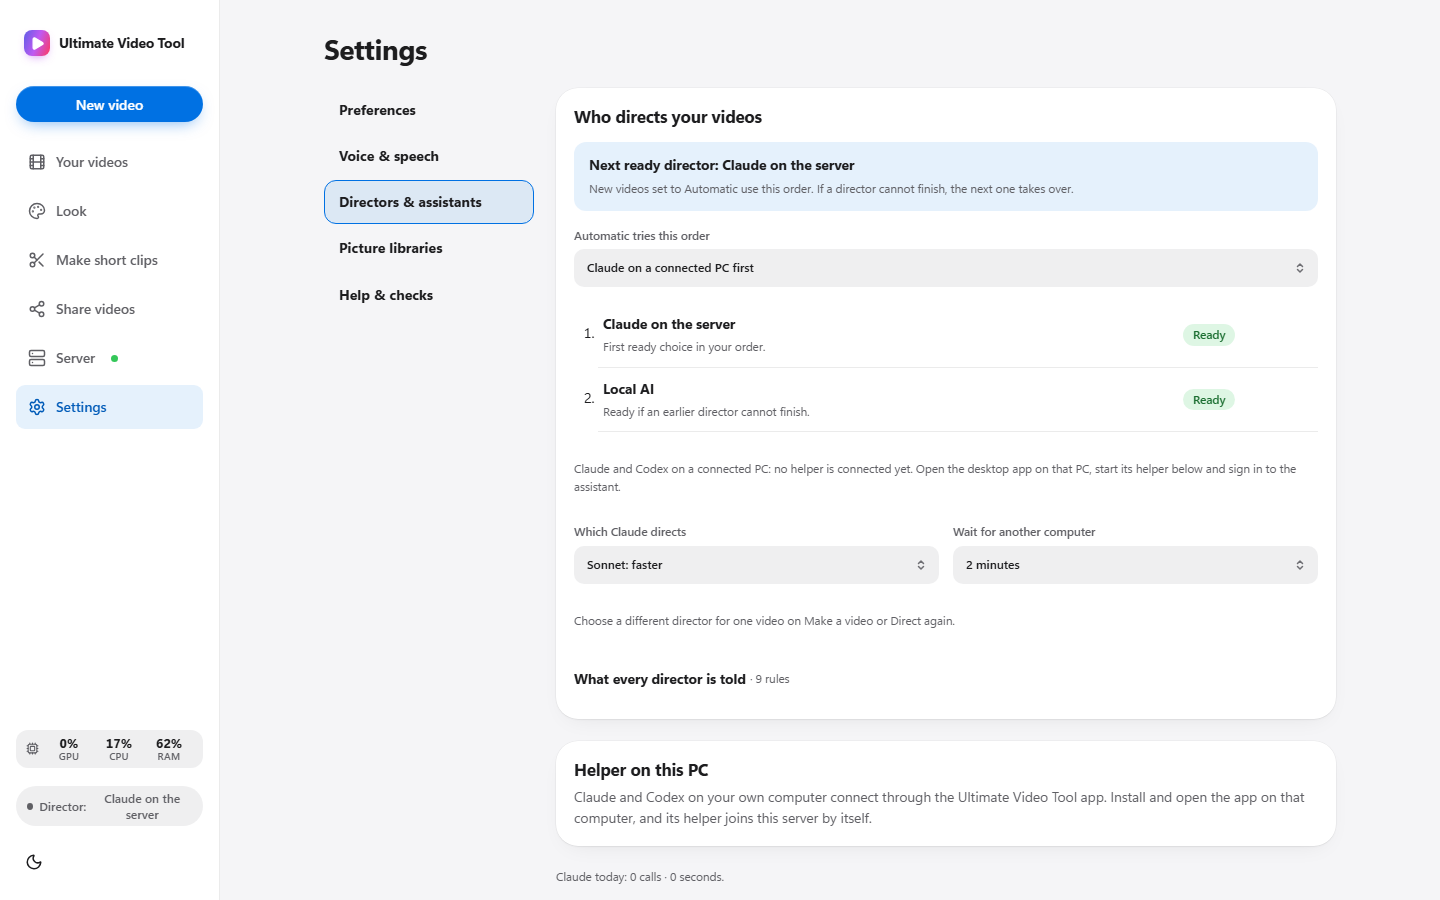 Ultimate Video Tool
New video
Your videos
Look
Make short clips
Share videos
Server
Settings
0%
GPU
17%
CPU
62%
RAM
Director:
Claude on the
server
Settings
Preferences
Voice & speech
Directors & assistants
Picture libraries
Help & checks
Who directs your videos
Next ready director: Claude on the server
New videos set to Automatic use this order. If a director cannot finish, the next one takes over.
Automatic tries this order
Claude on a connected PC first
1.
Claude on the server
First ready choice in your order.
Ready
2.
Local AI
Ready if an earlier director cannot finish.
Ready
Claude and Codex on a connected PC: no helper is connected yet. Open the desktop app on that PC, start its helper below and sign in to the
assistant.
Which Claude directs
Sonnet: faster
Wait for another computer
2 minutes
Choose a different director for one video on Make a video or Direct again.
What every director is told · 9 rules
Helper on this PC
Claude and Codex on your own computer connect through the Ultimate Video Tool app. Install and open the app on that
computer, and its helper joins this server by itself.
Claude today: 0 calls · 0 seconds.